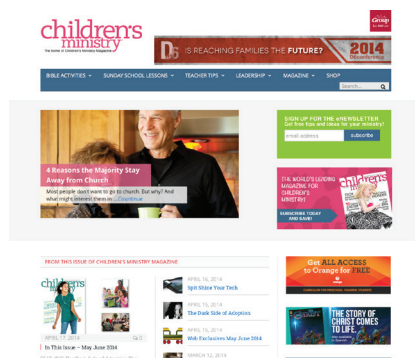 Group
children's
ministry
The home of Children's Ministry Magazine
D6 IS REACHING FAMILIES THE FUTURE? 2014
BIBLE ACTIVITIES SUNDAY SCHOOL LESSONS TEACHER TIPS LEADERSHIP MAGAZINE SHOP
Search...
4 Reasons the Majority Stay
Away from Church
Most people don't want to go to church. But why? And
what might interest them in... Continue
SIGN UP FOR THE eNEWSLETTER
Get free tips and ideas for your ministry!
email address subscribe
THE WORLD'S LEADING
MAGAZINE FOR
CHILDREN'S
MINISTRY!
SUBSCRIBE TODAY
AND SAVE!
children's
FROM THIS ISSUE OF CHILDREN'S MINISTRY MAGAZINE
children's
APRIL 17, 2014 0
In This Issue – May June 2014
APRIL 16, 2014
Spit Shine Your Tech
APRIL 15, 2014
The Dark Side of Adoption
APRIL 15, 2014
Web Exclusives May-June 2014
MARCH 12, 2014
Get ALL ACCESS
to Orange for FREE
THE STORY OF
CHRIST COMES
TO LIFE.